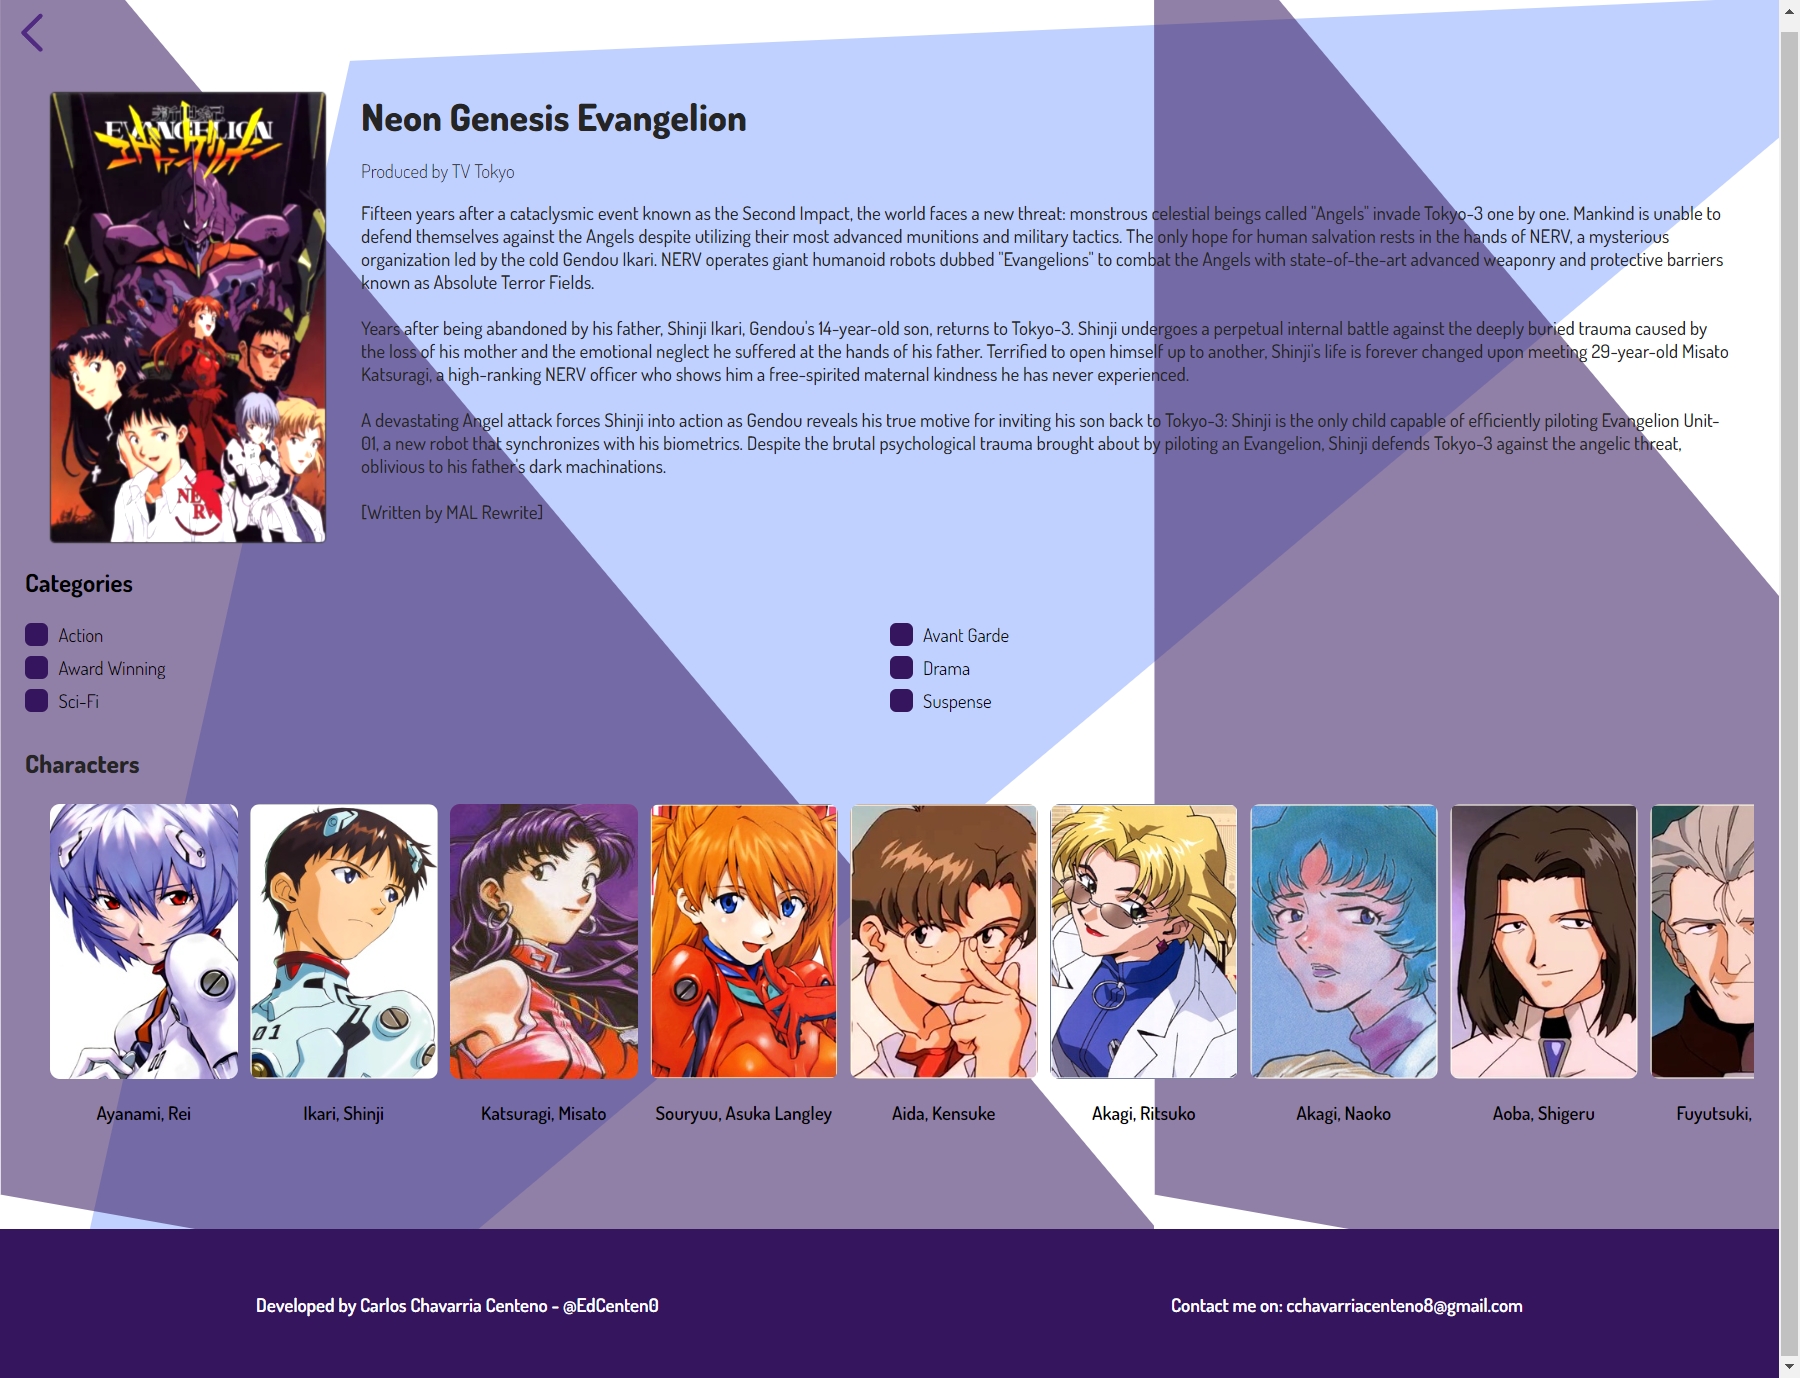 EVANGELION
エヴァンゲリオン
NERV
Neon Genesis Evangelion
Produced by TV Tokyo
Fifteen years after a cataclysmic event known as the Second Impact, the world faces a new threat: monstrous celestial beings called "Angels" invade Tokyo-3 one by one. Mankind is unable to
defend themselves against the Angels despite utilizing their most advanced munitions and military tactics. The only hope for human salvation rests in the hands of NERV, a mysterious
organization led by the cold Gendou Ikari. NERV operates giant humanoid robots dubbed "Evangelions" to combat the Angels with state-of-the-art advanced weaponry and protective barriers
known as Absolute Terror Fields.
Years after being abandoned by his father, Shinji Ikari, Gendou's 14-year-old son, returns to Tokyo-3. Shinji undergoes a perpetual internal battle against the deeply buried trauma caused by
the loss of his mother and the emotional neglect he suffered at the hands of his father. Terrified to open himself up to another, Shinji's life is forever changed upon meeting 29-year-old Misato
Katsuragi, a high-ranking NERV officer who shows him a free-spirited maternal kindness he has never experienced.
A devastating Angel attack forces Shinji into action as Gendou reveals his true motive for inviting his son back to Tokyo-3: Shinji is the only child capable of efficiently piloting Evangelion Unit-
01, a new robot that synchronizes with his biometrics. Despite the brutal psychological trauma brought about by piloting an Evangelion, Shinji defends Tokyo-3 against the angelic threat,
oblivious to his father's dark machinations.
[Written by MAL Rewrite]
Categories
Action
Avant Garde
Award Winning
Drama
Sci-Fi
Suspense
Characters
00
01
Ayanami, Rei
Ikari, Shinji
Katsuragi, Misato
Souryuu, Asuka Langley
Aida, Kensuke
Akagi, Ritsuko
Akagi, Naoko
Aoba, Shigeru
Fuyutsuki,
Developed by Carlos Chavarria Centeno - @EdCenten0
Contact me on: cchavarriacenteno8@gmail.com